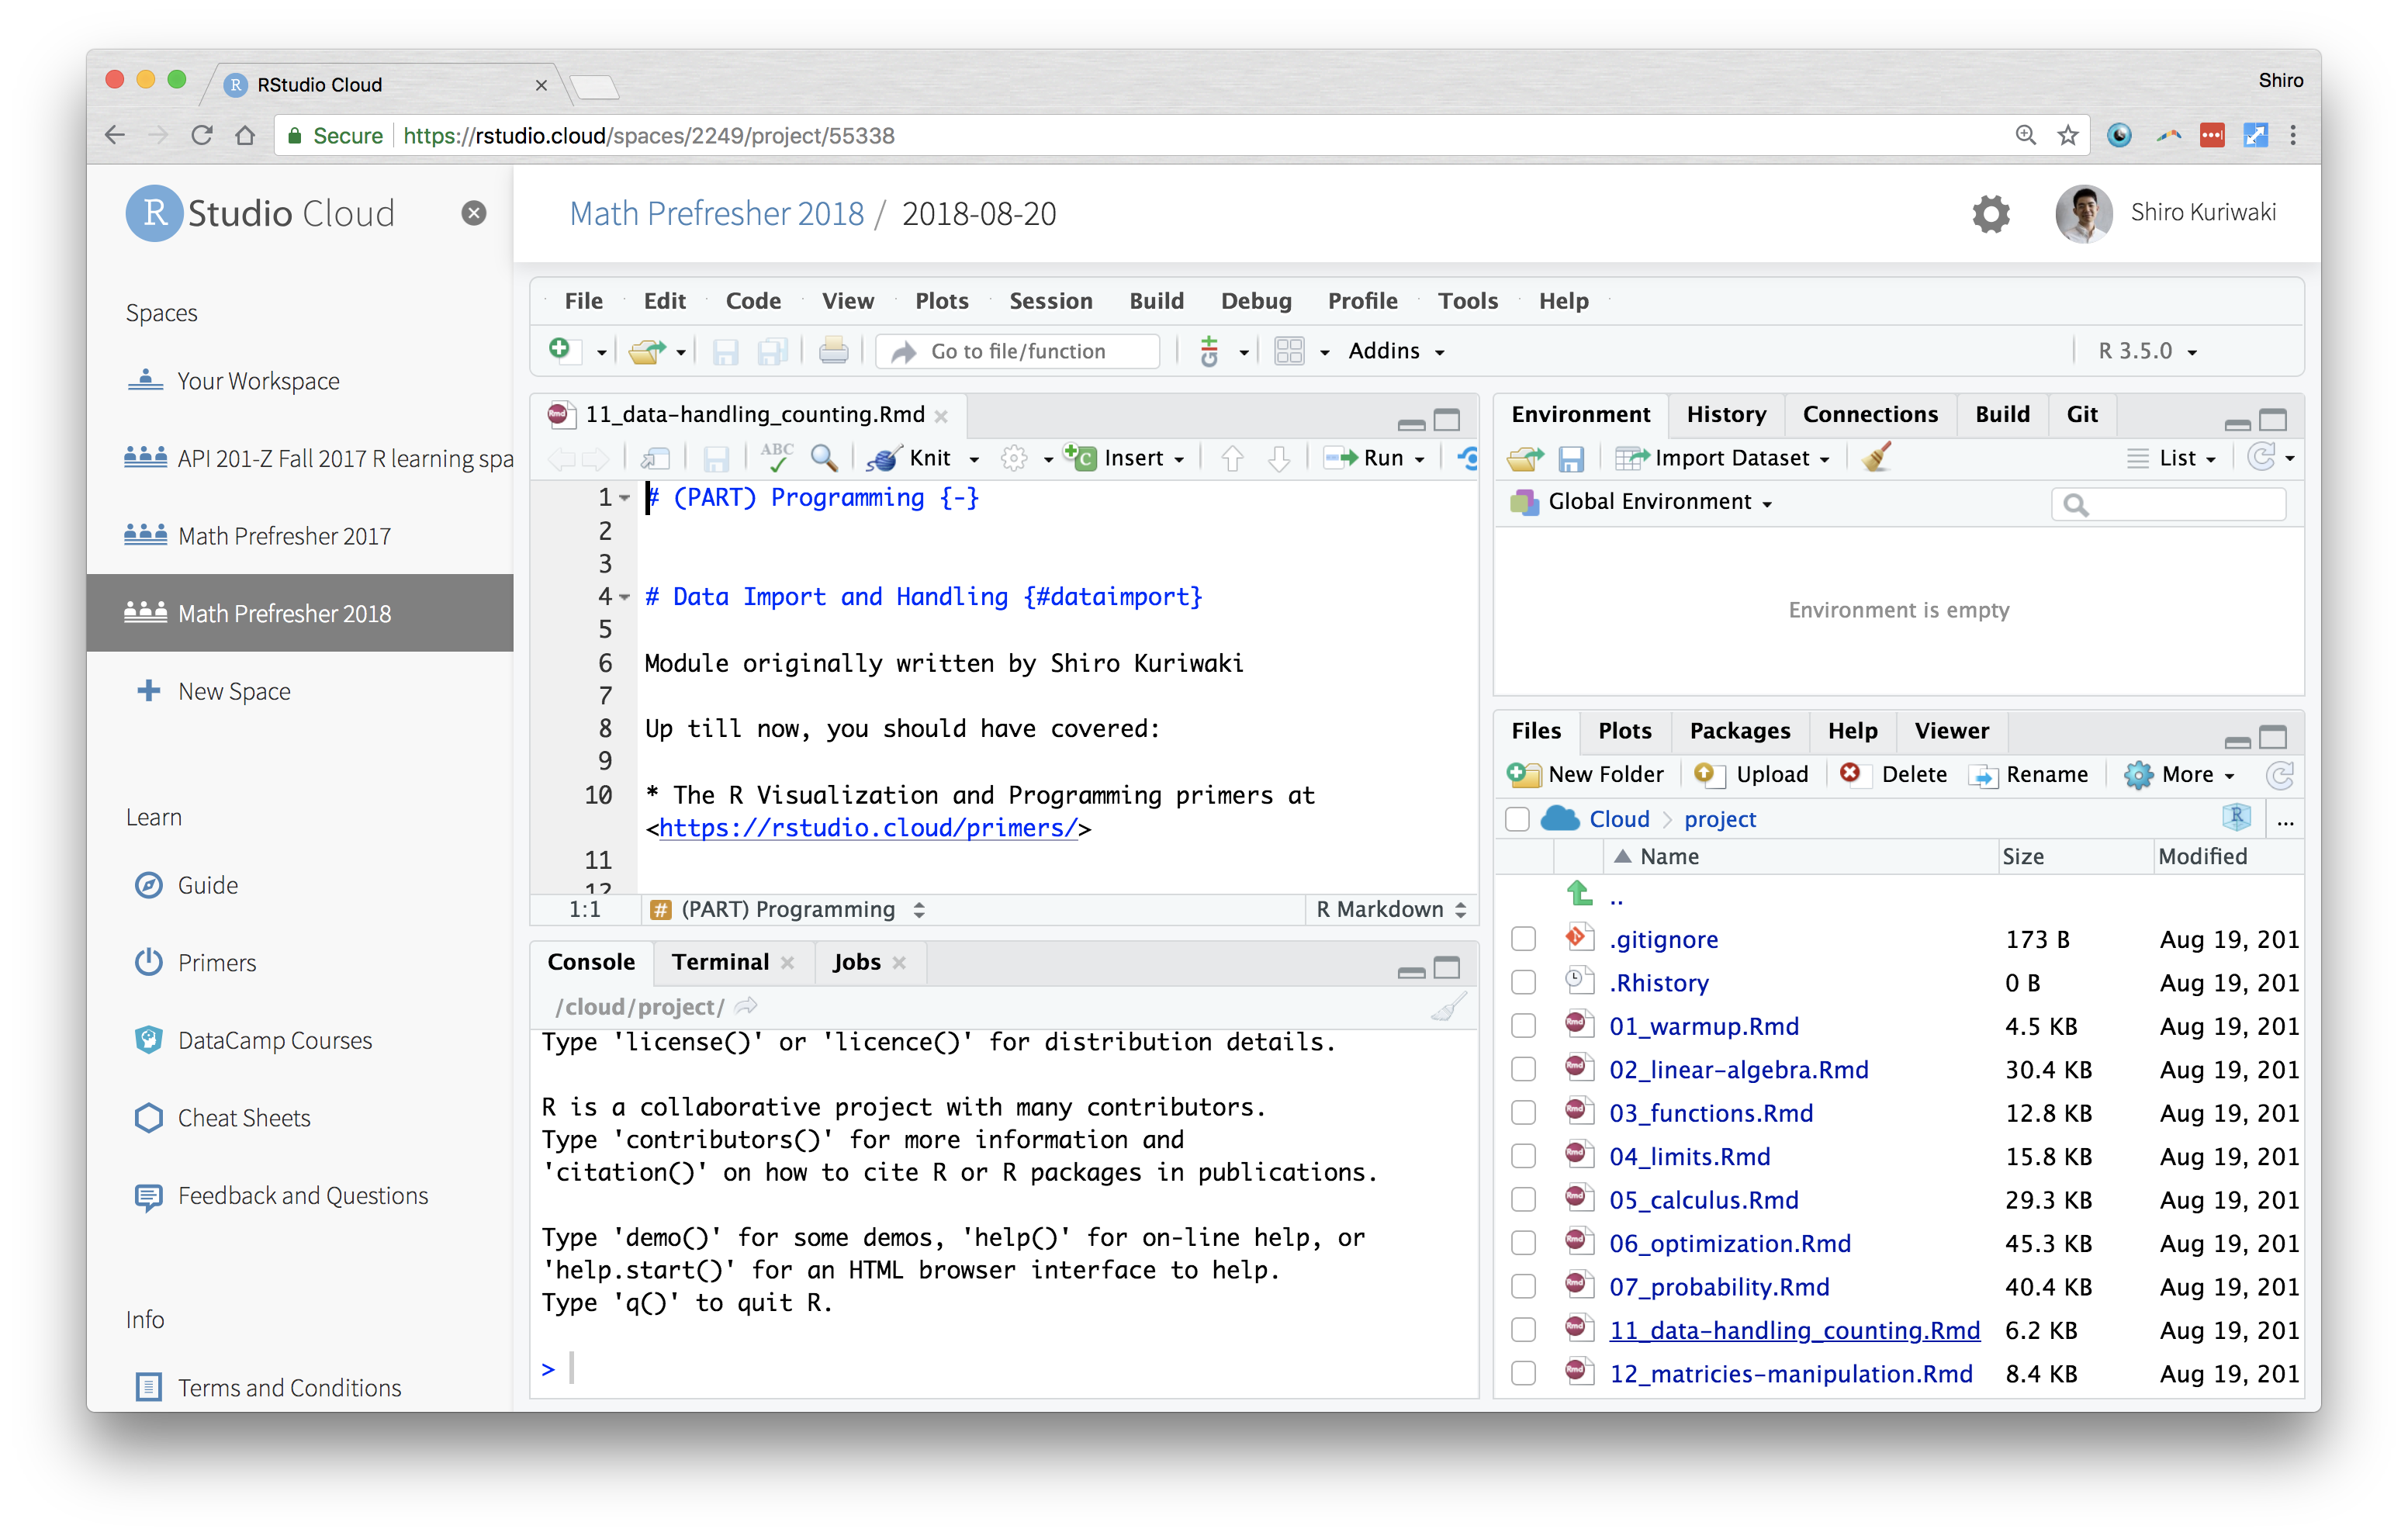 RStudio Cloud
Shiro
Secure https://rstudio.cloud/spaces/2249/project/55338
R Studio Cloud
Math Prefresher 2018 / 2018-08-20
Shiro Kuriwaki
Spaces
Your Workspace
API 201-Z Fall 2017 R learning spa
Math Prefresher 2017
Math Prefresher 2018
New Space
Learn
Guide
Primers
DataCamp Courses
Cheat Sheets
Feedback and Questions
Info
Terms and Conditions
File Edit Code View Plots Session Build Debug Profile Tools Help
Go to file/function Addins R 3.5.0
11_data-handling_counting.Rmd
ABC Knit Insert Run
1 # (PART) Programming {-}
2
3
4 # Data Import and Handling {#dataimport}
5
6 Module originally written by Shiro Kuriwaki
7
8 Up till now, you should have covered:
9
10 * The R Visualization and Programming primers at
<https://rstudio.cloud/primers/>
11
12
1:1 # (PART) Programming R Markdown
Console Terminal Jobs
/cloud/project/
Type 'license()' or 'licence()' for distribution details.
R is a collaborative project with many contributors.
Type 'contributors()' for more information and
'citation()' on how to cite R or R packages in publications.
Type 'demo()' for some demos, 'help()' for on-line help, or
'help.start()' for an HTML browser interface to help.
Type 'q()' to quit R.
>
Environment History Connections Build Git
Import Dataset List
Global Environment
Environment is empty
Files Plots Packages Help Viewer
New Folder Upload Delete Rename More
Cloud > project R ...
Name Size Modified
..
.gitignore 173 B Aug 19, 201
.Rhistory 0 B Aug 19, 201
01_warmup.Rmd 4.5 KB Aug 19, 201
02_linear-algebra.Rmd 30.4 KB Aug 19, 201
03_functions.Rmd 12.8 KB Aug 19, 201
04_limits.Rmd 15.8 KB Aug 19, 201
05_calculus.Rmd 29.3 KB Aug 19, 201
06_optimization.Rmd 45.3 KB Aug 19, 201
07_probability.Rmd 40.4 KB Aug 19, 201
11_data-handling_counting.Rmd 6.2 KB Aug 19, 201
12_matricies-manipulation.Rmd 8.4 KB Aug 19, 201